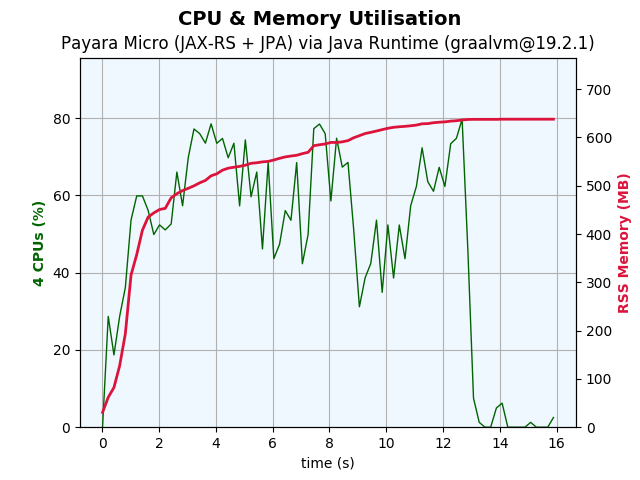 CPU & Memory Utilisation
Payara Micro (JAX-RS + JPA) via Java Runtime (graalvm@19.2.1)
4 CPUs (%)
80
60
40
20
0
700
600
500
400
300
200
100
0
RSS Memory (MB)
0 2 4 6 8 10 12 14 16
time (s)